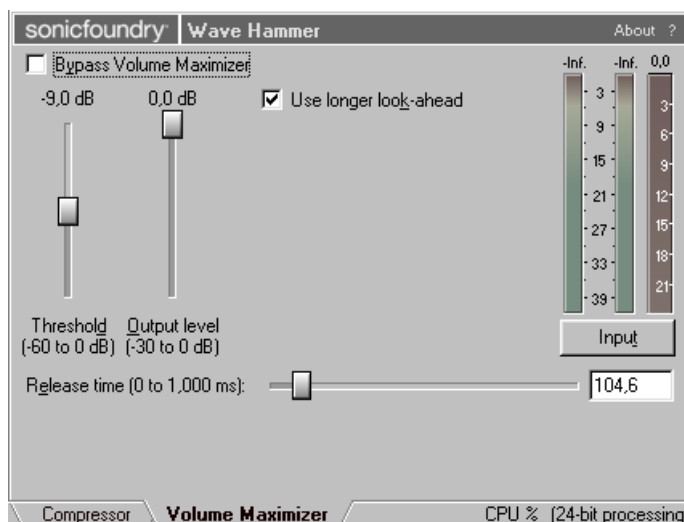 sonicfoundry Wave Hammer About ?
Bypass Volume Maximizer
-Inf. -Inf. 0,0
-9,0 dB 0,0 dB Use longer look-ahead
3 3
9 6
15 9
21 12
27 15
33 18
39 21
Threshold Output level
(-60 to 0 dB) (-30 to 0 dB)
Input
Release time (0 to 1,000 ms): 104,6
Compressor Volume Maximizer CPU % (24-bit processing